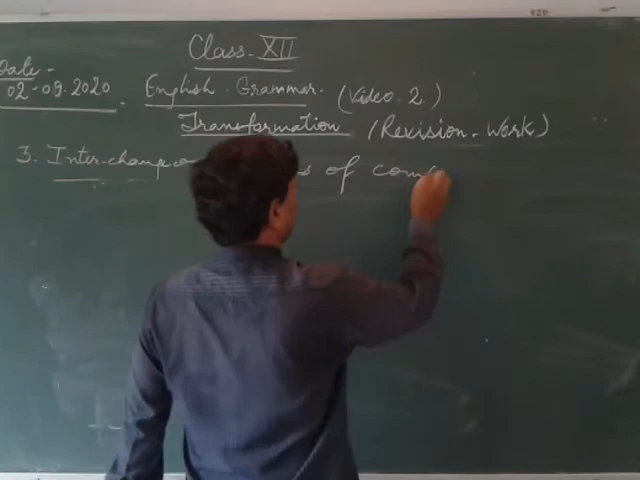 Class-XII
Date-
02-09-2020
English Grammar. (Video.2.)
Transformation (Revision-Work)
3. Inter-change of